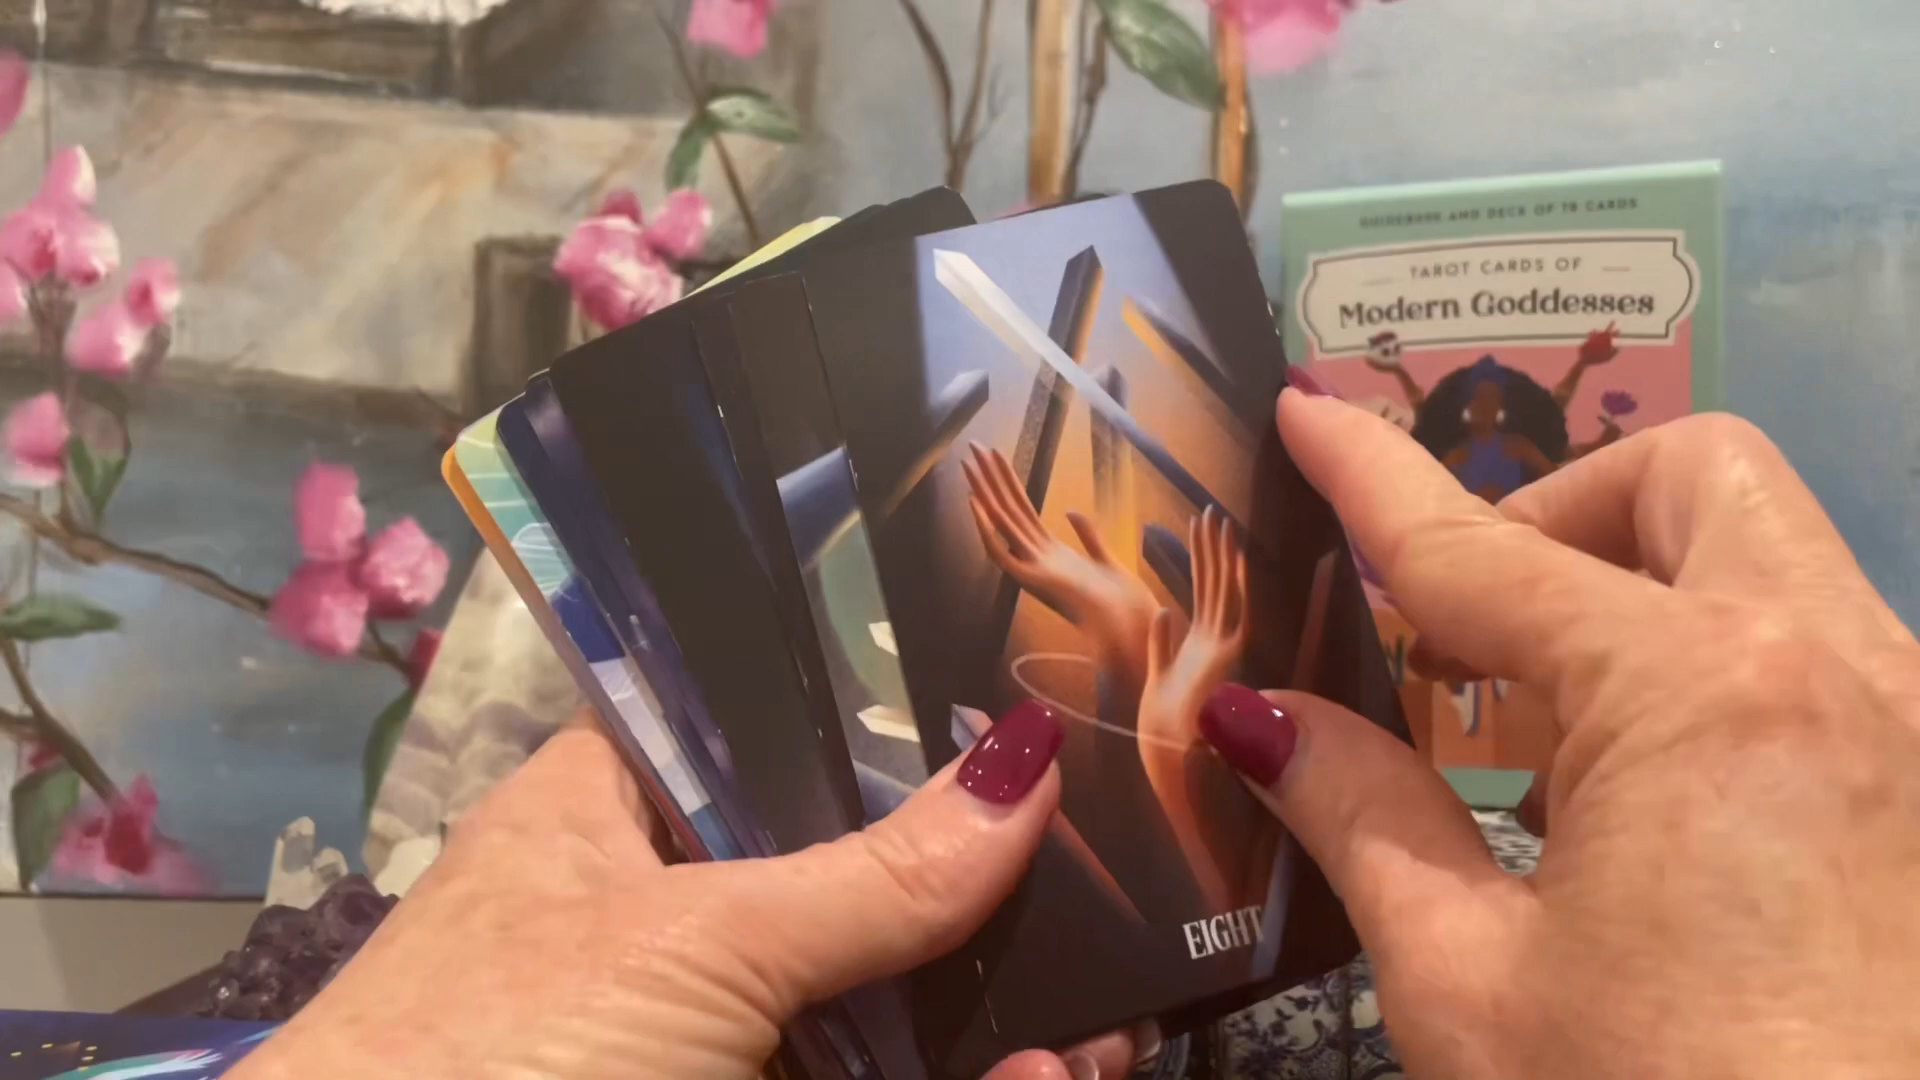 GUIDEBOOK AND DECK OF 78 CARDS
TAROT CARDS OF
Modern Goddesses
EIGHT